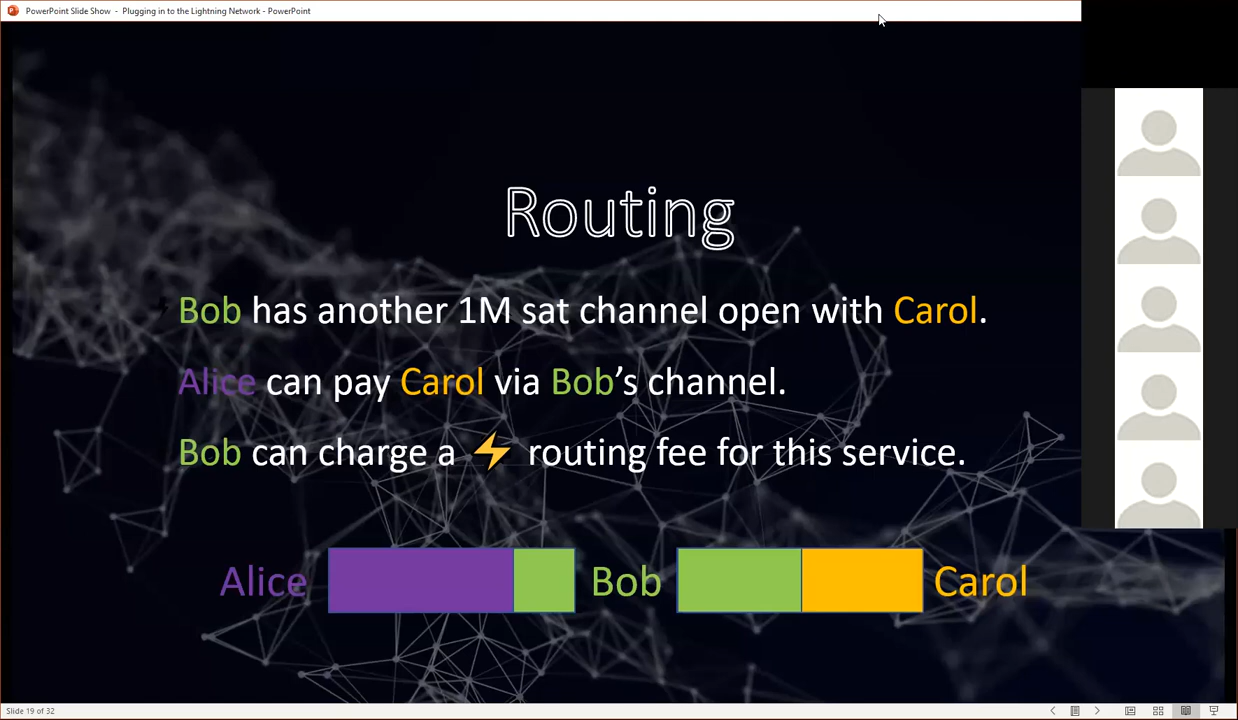 PowerPoint Slide Show - Plugging in to the Lightning Network - PowerPoint
Routing
Bob has another 1M sat channel open with Carol.
Alice can pay Carol via Bob’s channel.
Bob can charge a ⚡ routing fee for this service.
Alice Bob Carol
Slide 19 of 32